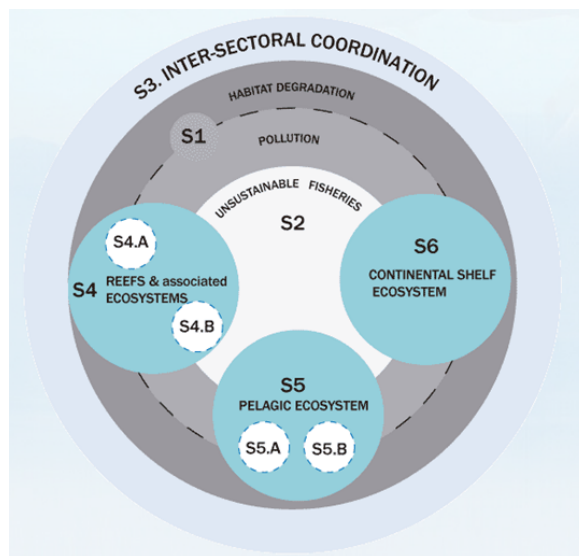 S3. INTER-SECTORAL COORDINATION
HABITAT DEGRADATION
S1
POLLUTION
UNSUSTAINABLE FISHERIES
S2
S4.A
S4 REEFS & associated
ECOSYSTEMS
S4.B
S6
CONTINENTAL SHELF
ECOSYSTEM
S5
PELAGIC ECOSYSTEM
S5.A
S5.B